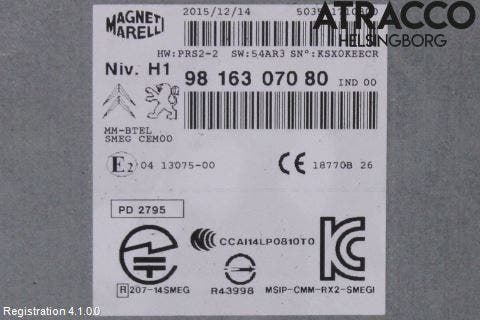 MAGNETI
MARELLI
2015/12/14
ATRACCO
HELSINGBORG
HW:PRS2-2 SW:54AR3 SN°:KSX0KEECR
Niv. H1
98 163 070 80 IND 00
MM-BTEL
SMEG CEM00
E2 04 13075-00
CE 18770B 26
PD 2795
CCAI14LP0810T0
R 207-14SMEG
R43998
MSIP-CMM-RX2-SMEGI
Registration 4.1.0.0